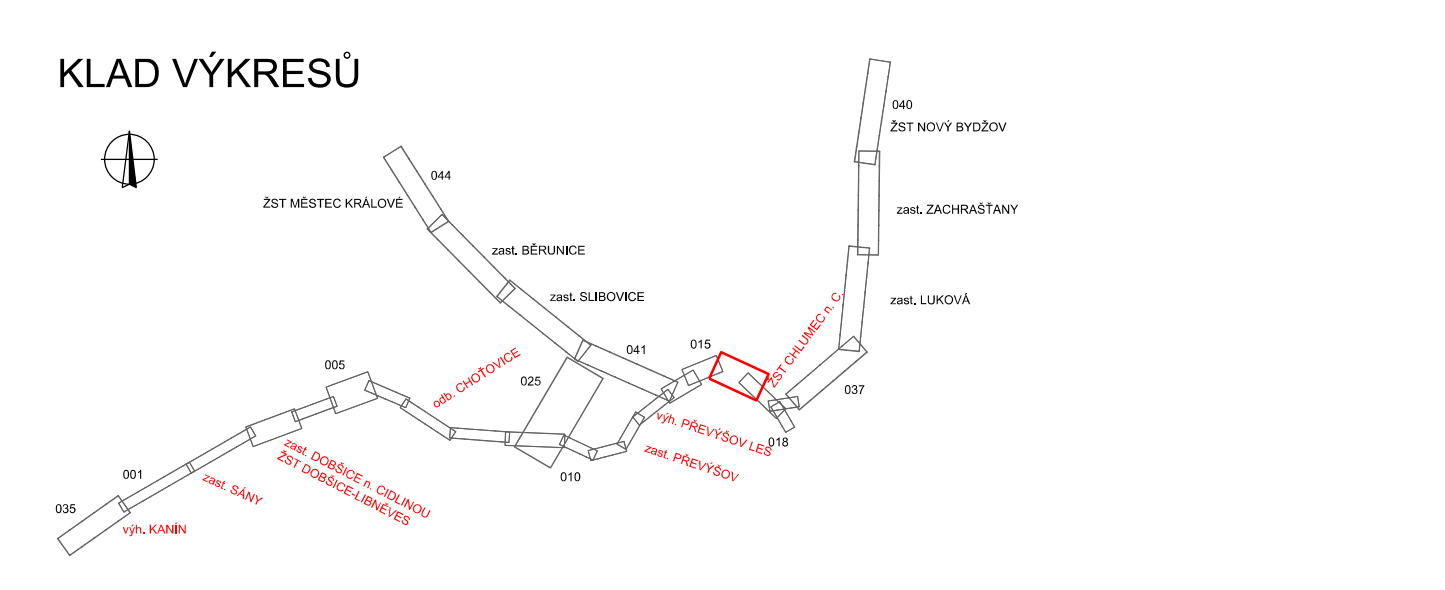 KLAD VÝKRESŮ
040
ŽST NOVÝ BYDŽOV
044
ŽST MĚSTEC KRÁLOVÉ
zast. ZACHRAŠŤANY
zast. BĚRUNICE
zast. SLIBOVICE
zast. LUKOVÁ
ŽST CHLUMEC n. C.
015
041
005
odb. CHOŤOVICE
025
037
výh. PŘEVÝŠOV LES
018
zast. PŘEVÝŠOV
010
zast. DOBŠICE n. CIDLINOU
ŽST DOBŠICE-LIBNĚVES
001
zast. SÁNY
035
výh. KANÍN